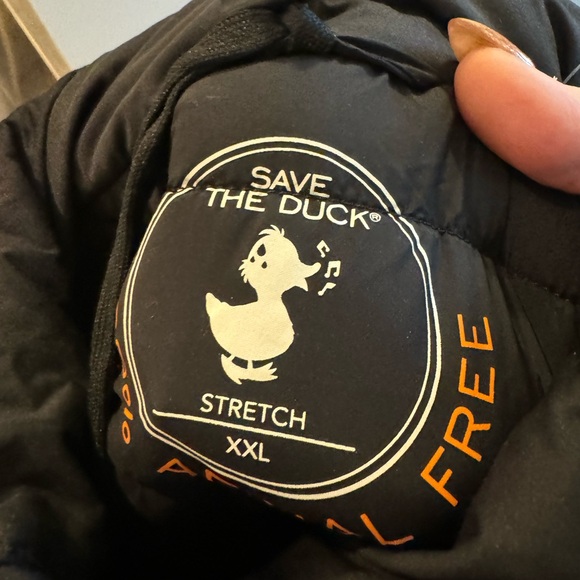 SAVE
THE DUCK®
STRETCH
XXL
FREE